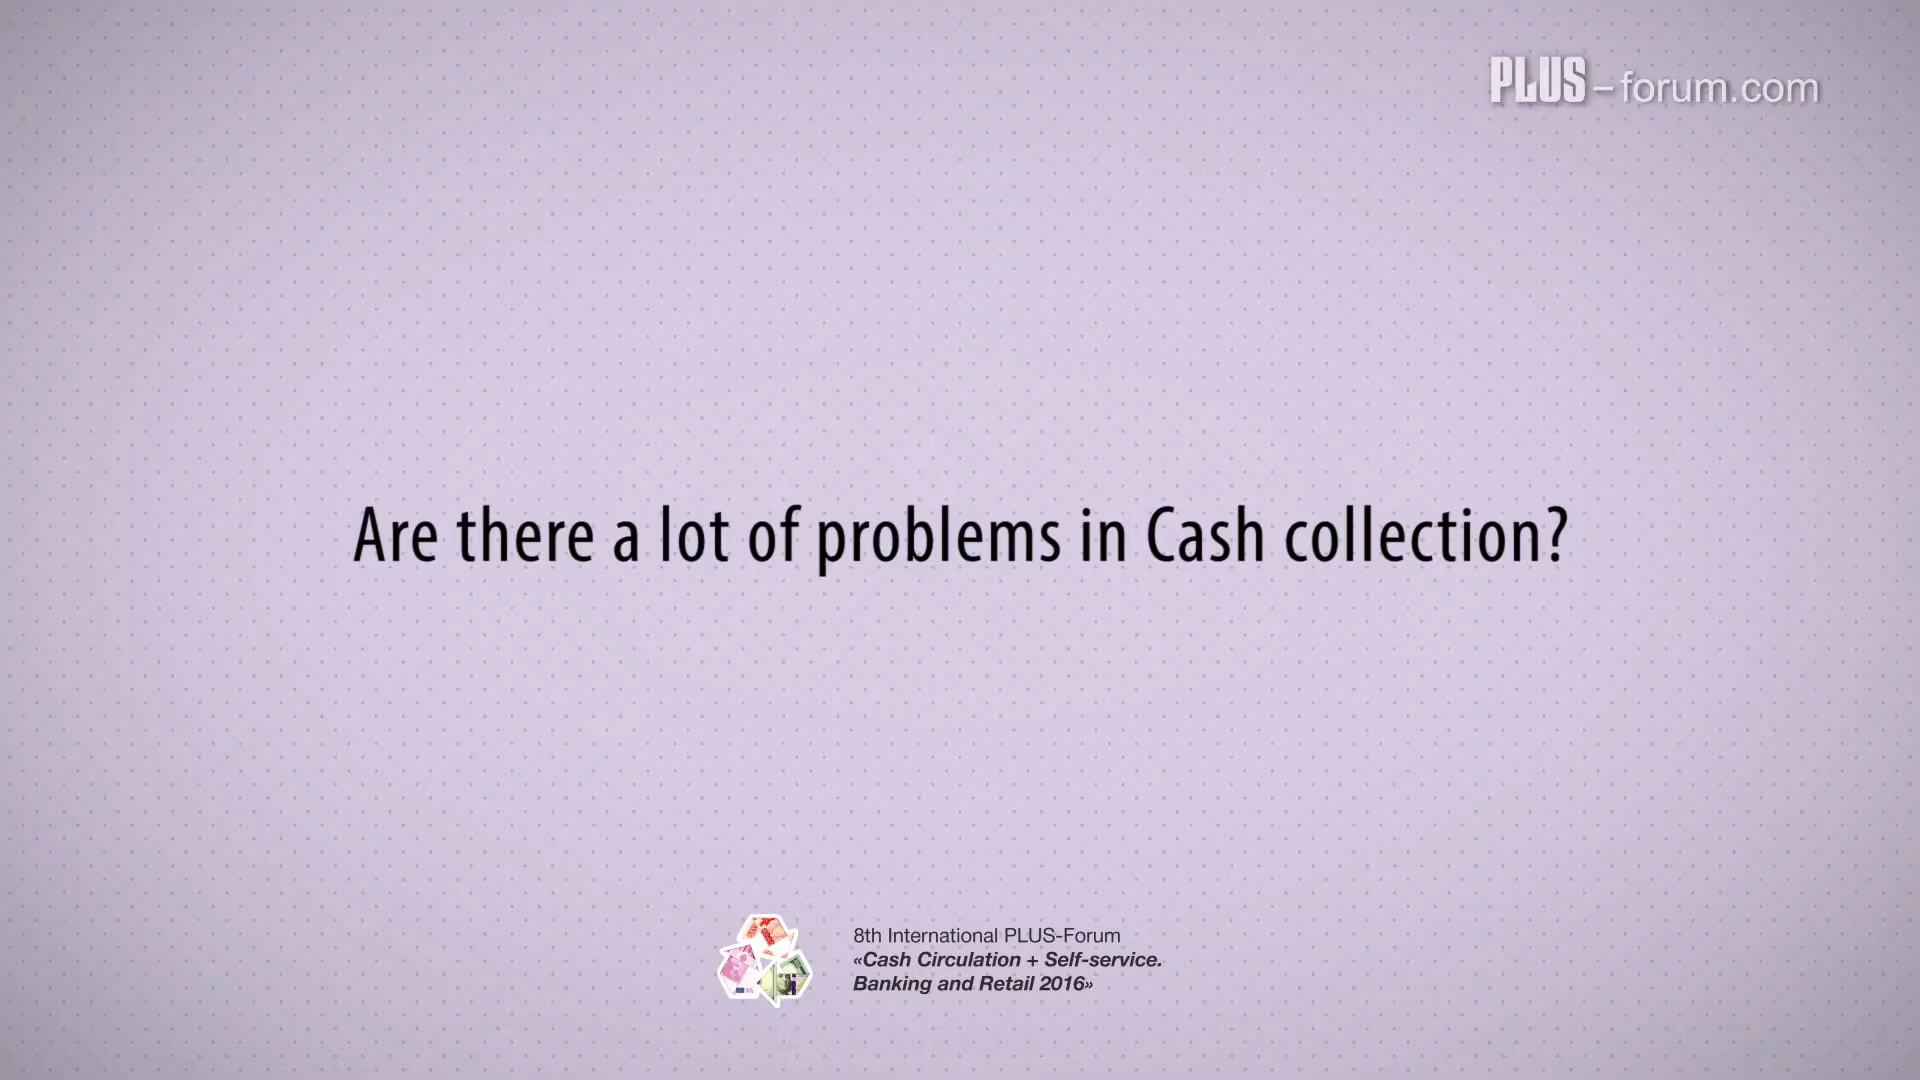 PLUS-forum.com
Are there a lot of problems in Cash collection?
8th International PLUS-Forum
«Cash Circulation + Self-service.
Banking and Retail 2016»